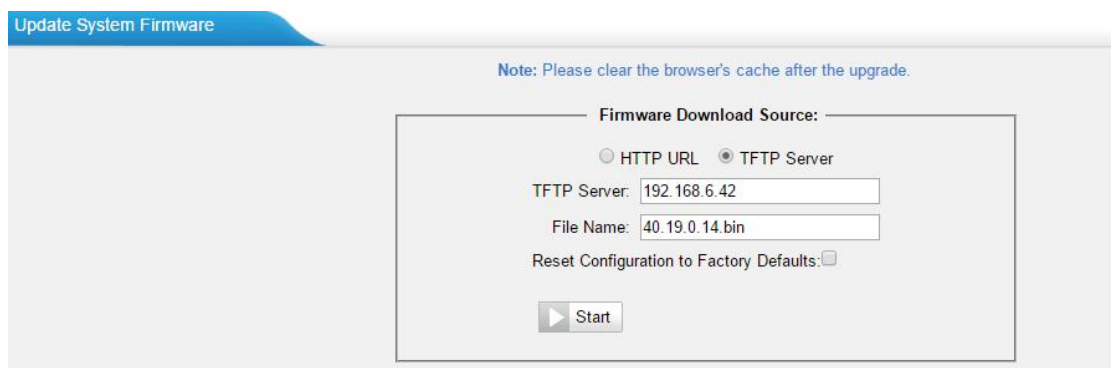 Update System Firmware
Note: Please clear the browser's cache after the upgrade.
Firmware Download Source:
HTTP URL TFTP Server
TFTP Server: 192.168.6.42
File Name: 40.19.0.14.bin
Reset Configuration to Factory Defaults:
Start